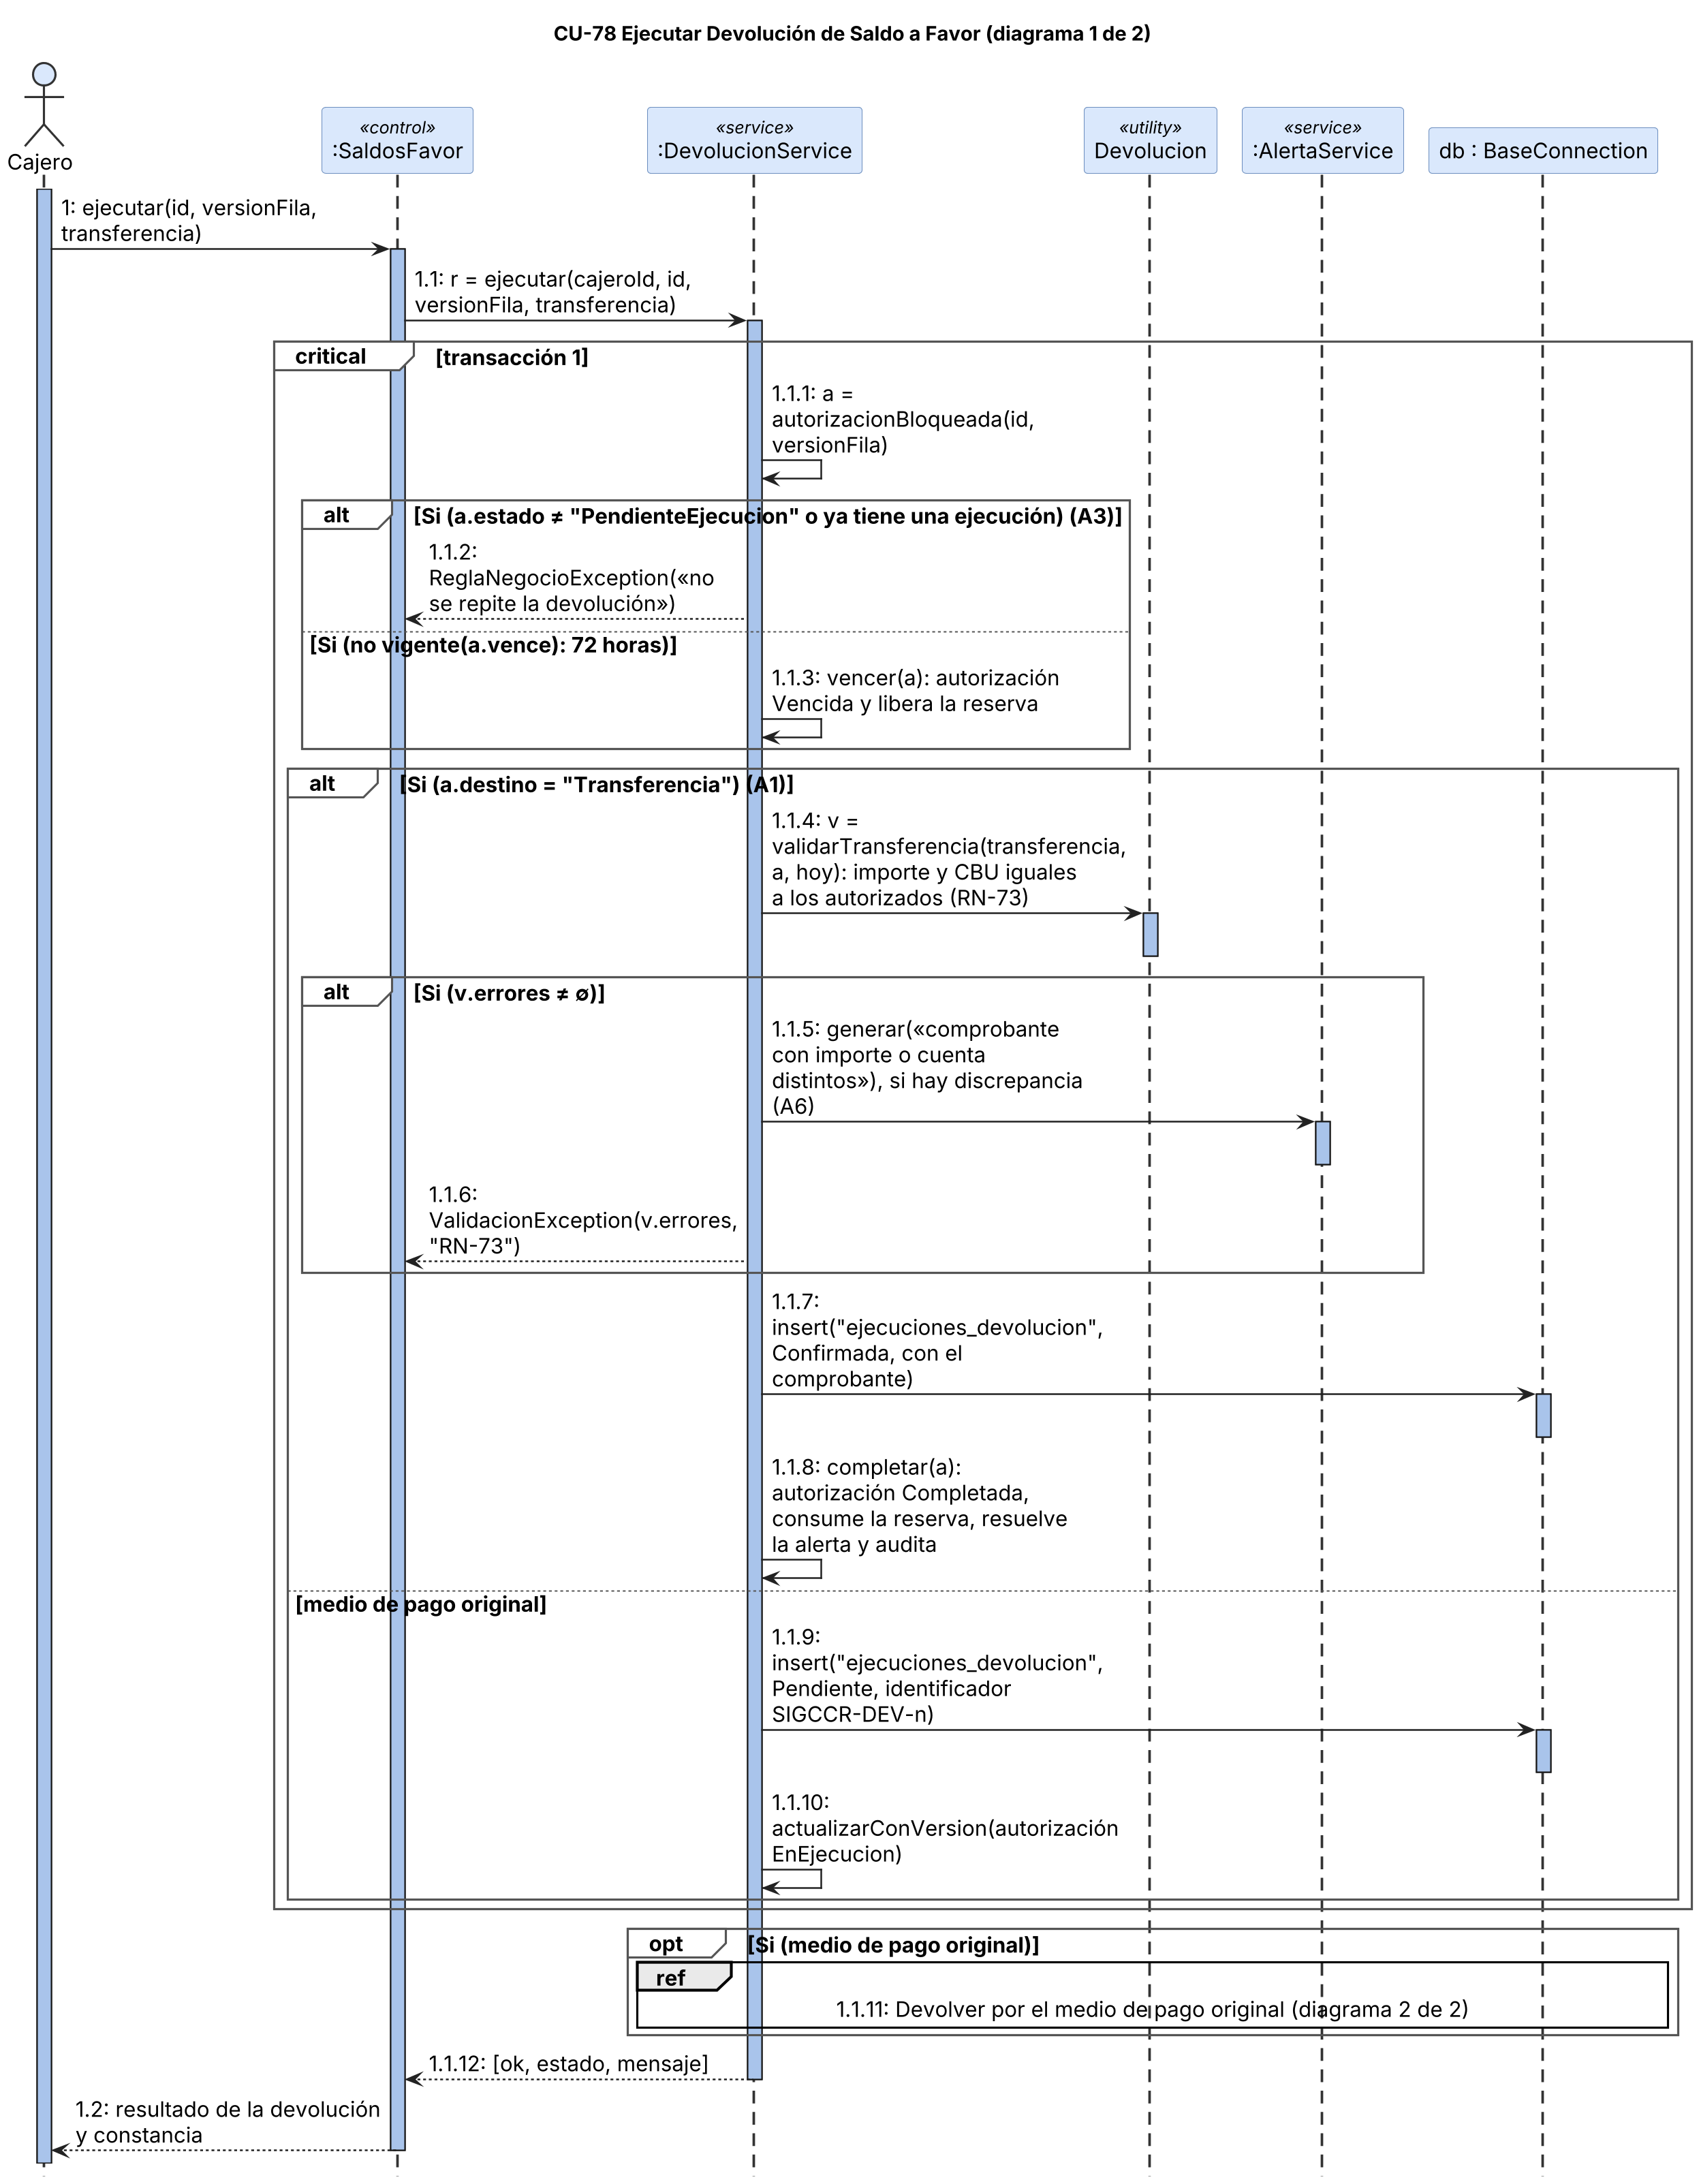 CU-78 Ejecutar Devolución de Saldo a Favor (diagrama 1 de 2)
Cajero
«control»
:SaldosFavor
«service»
:DevolucionService
«utility»
Devolucion
«service»
:AlertaService
db : BaseConnection
1: ejecutar(id, versionFila,
transferencia)
1.1: r = ejecutar(cajeroId, id,
versionFila, transferencia)
critical
[transacción 1]
1.1.1: a =
autorizacionBloqueada(id,
versionFila)
alt
[Si (a.estado ≠ "PendienteEjecucion" o ya tiene una ejecución) (A3)]
1.1.2:
ReglaNegocioException(«no
se repite la devolución»)
[Si (no vigente(a.vence): 72 horas)]
1.1.3: vencer(a): autorización
Vencida y libera la reserva
alt
[Si (a.destino = "Transferencia") (A1)]
1.1.4: v =
validarTransferencia(transferencia,
a, hoy): importe y CBU iguales
a los autorizados (RN-73)
alt
[Si (v.errores ≠ ∅)]
1.1.5: generar(«comprobante
con importe o cuenta
distintos»), si hay discrepancia
(A6)
1.1.6:
ValidacionException(v.errores,
"RN-73")
1.1.7:
insert("ejecuciones_devolucion",
Confirmada, con el
comprobante)
1.1.8: completar(a):
autorización Completada,
consume la reserva, resuelve
la alerta y audita
[medio de pago original]
1.1.9:
insert("ejecuciones_devolucion",
Pendiente, identificador
SIGCCR-DEV-n)
1.1.10:
actualizarConVersion(autorización
EnEjecucion)
opt
[Si (medio de pago original)]
ref
1.1.11: Devolver por el medio de pago original (diagrama 2 de 2)
1.1.12: [ok, estado, mensaje]
1.2: resultado de la devolución
y constancia